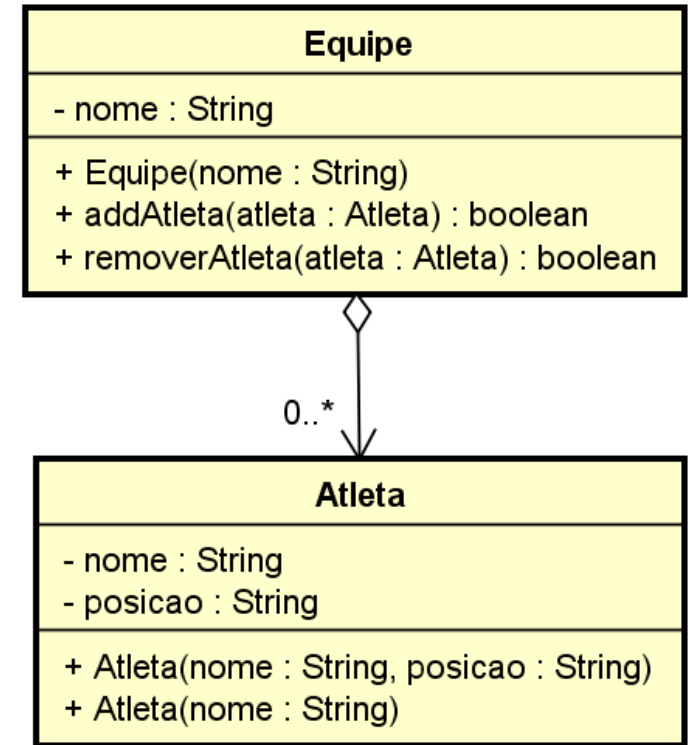 Equipe
- nome : String
+ Equipe(nome : String)
+ addAtleta(atleta : Atleta) : boolean
+ removerAtleta(atleta : Atleta) : boolean
0..*
Atleta
- nome : String
- posicao : String
+ Atleta(nome : String, posicao : String)
+ Atleta(nome : String)